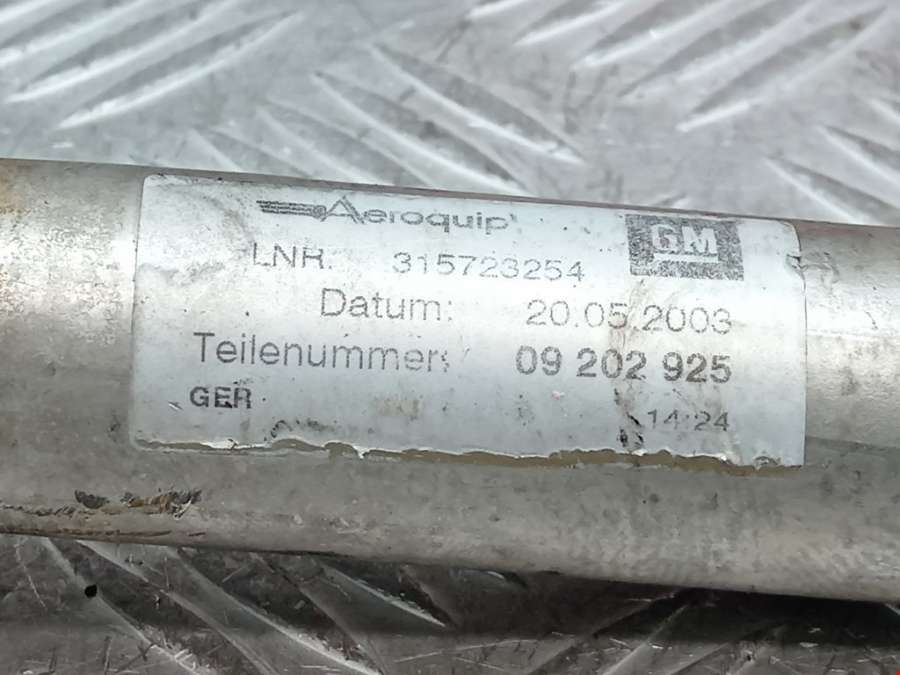 Aeroquip
GM
LNR. 315723254
Datum: 20.05.2003
Teilenummer: 09 202 925
GER 14:24